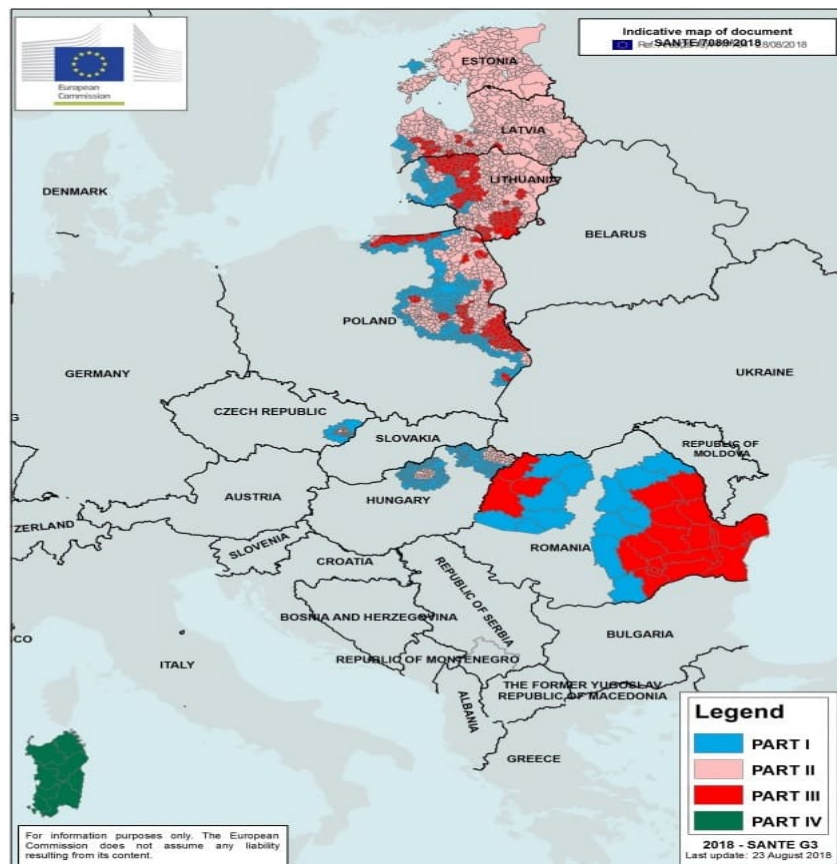 European
Commission
Indicative map of document
SANTE/7089/2018
ESTONIA
LATVIA
LITHUANIA
DENMARK
BELARUS
POLAND
GERMANY
UKRAINE
CZECH REPUBLIC
SLOVAKIA
REPUBLIC OF
MOLDOVA
AUSTRIA
HUNGARY
ZERLAND
SLOVENIA
ROMANIA
CROATIA
REPUBLIC OF SERBIA
BOSNIA AND HERZEGOVINA
CO
ITALY
BULGARIA
REPUBLIC OF MONTENEGRO
ALBANIA
THE FORMER YUGOSLAV
REPUBLIC OF MACEDONIA
GREECE
Legend
PART I
PART II
PART III
PART IV
For information purposes only. The European
Commission does not assume any liability
resulting from its content.
2018 - SANTE G3
Last update: 23 August 2018